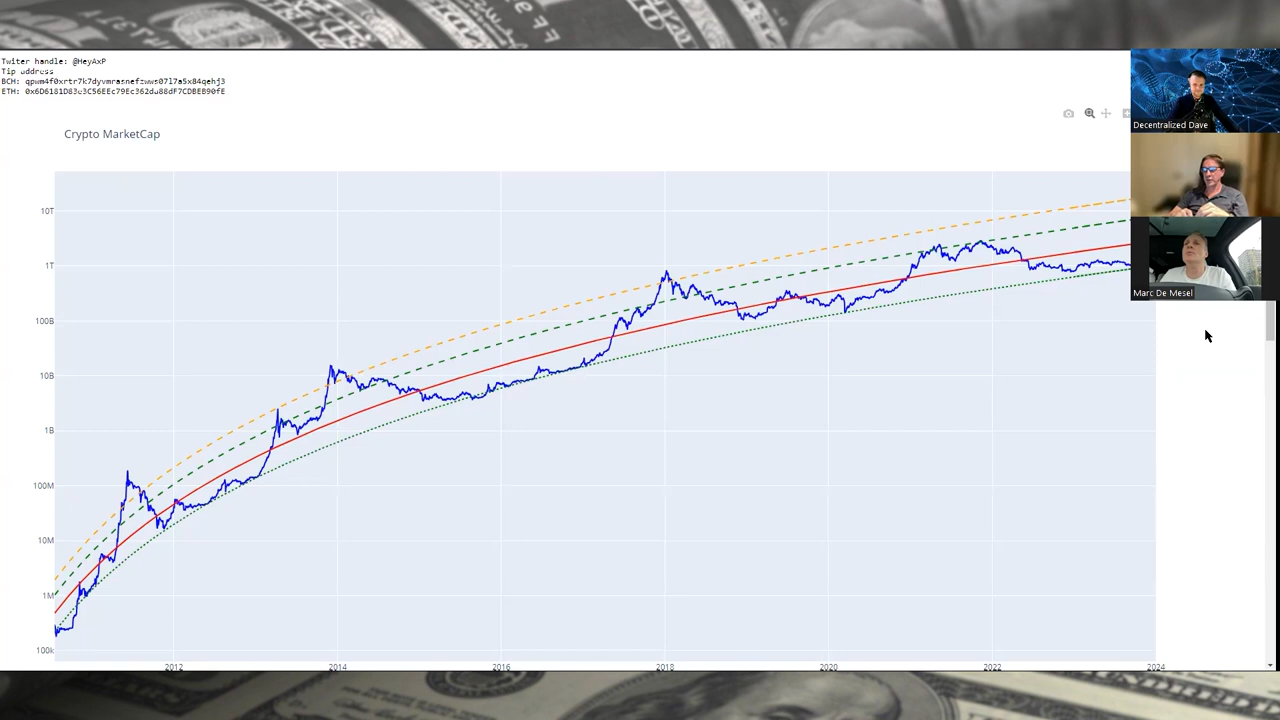 Twiter handle: @HeyAxP
Tip address
Crypto MarketCap
Decentralized Dave
Marc De Mesel
10T
1T
100B
10B
1B
100M
10M
1M
100k
2012 2014 2016 2018 2020 2022 2024